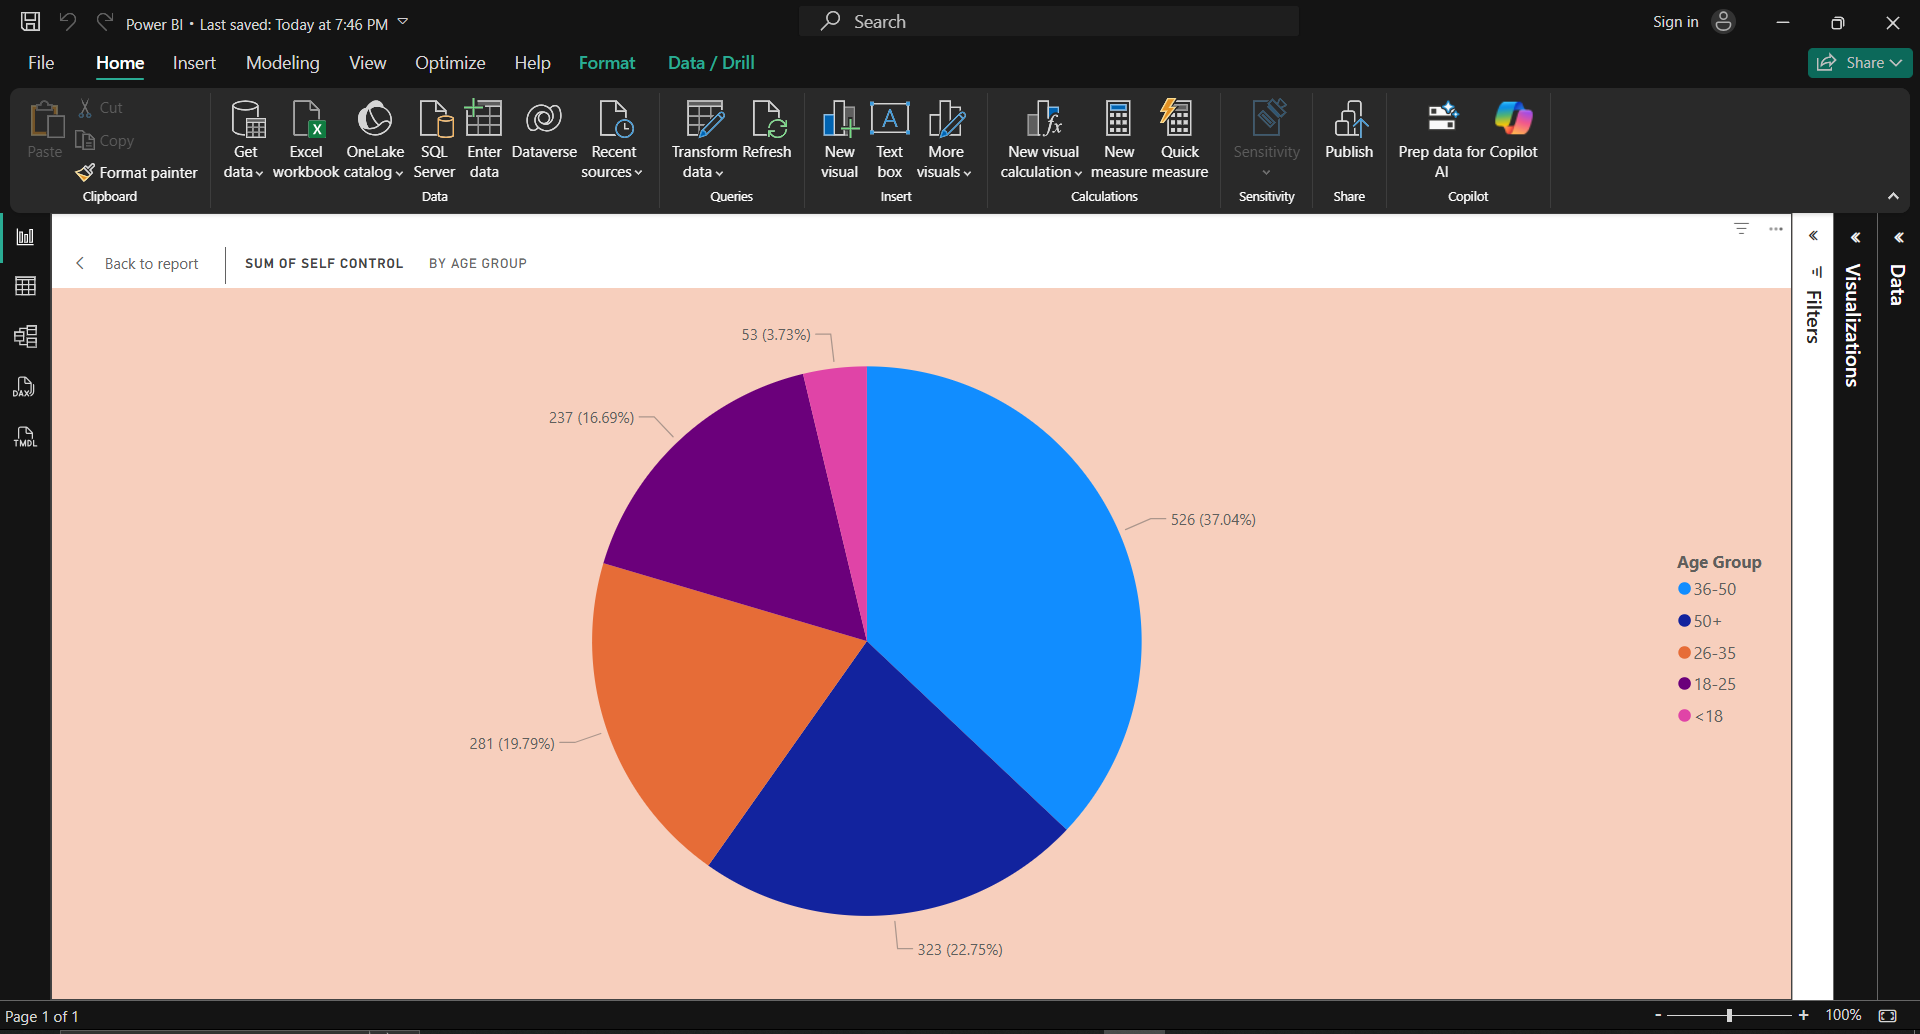 Power BI • Last saved: Today at 7:46 PM
Search
Sign in
File Home Insert Modeling View Optimize Help Format Data / Drill
Share
Paste
Cut
Copy
Format painter
Clipboard
Get data
Excel workbook
OneLake catalog
SQL Server
Enter data
Dataverse
Recent sources
Data
Transform data
Refresh
Queries
New visual
A
Text box
More visuals
Insert
fx
New visual calculation
New measure
Quick measure
Calculations
Sensitivity
Sensitivity
Publish
Share
Prep data for AI
Copilot
Copilot
DAX
TMDL
Back to report
SUM OF SELF CONTROL
BY AGE GROUP
53 (3.73%)
237 (16.69%)
526 (37.04%)
281 (19.79%)
323 (22.75%)
Age Group
36-50
50+
26-35
18-25
<18
Filters
Visualizations
Data
Page 1 of 1
- + 100%